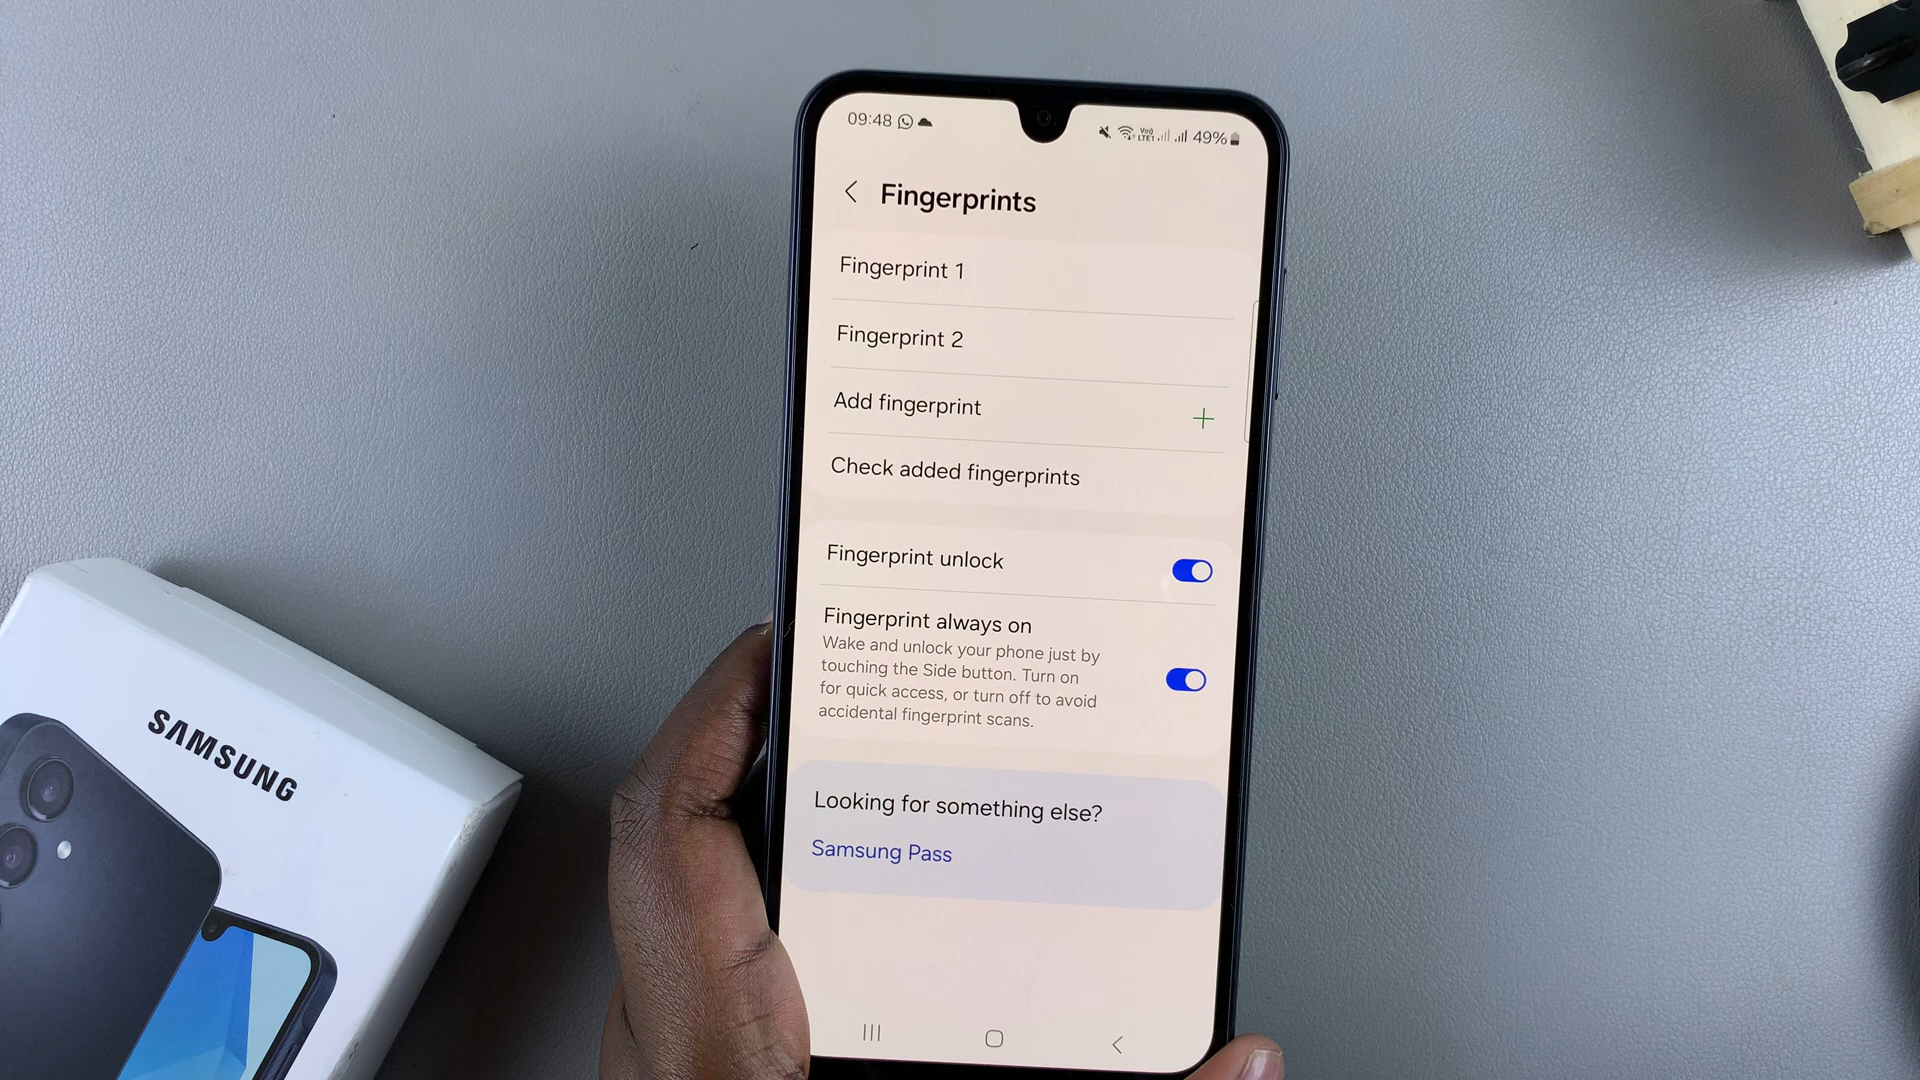 09:48
Vo))
LTE1
49%
Fingerprints
Fingerprint 1
Fingerprint 2
Add fingerprint
Check added fingerprints
Fingerprint unlock
Fingerprint always on
Wake and unlock your phone just by
touching the Side button. Turn on
for quick access, or turn off to avoid
accidental fingerprint scans.
Looking for something else?
Samsung Pass
SAMSUNG